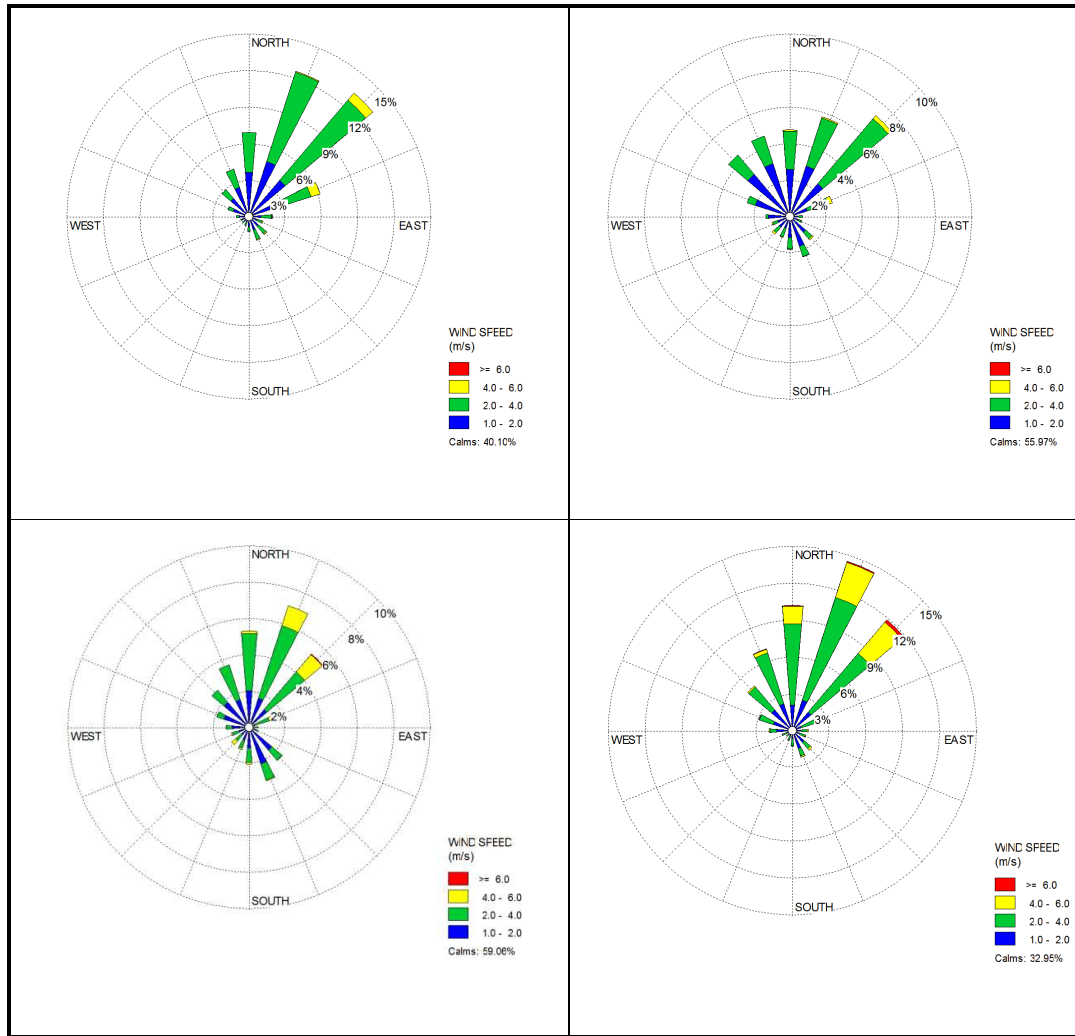 NORTH
15%
12%
9%
6%
3%
WEST
EAST
SOUTH
WIND SPEED
(m/s)
>= 6.0
4.0 - 6.0
2.0 - 4.0
1.0 - 2.0
Calms: 40.10%
NORTH
10%
8%
6%
4%
2%
WEST
EAST
SOUTH
WIND SPEED
(m/s)
>= 6.0
4.0 - 6.0
2.0 - 4.0
1.0 - 2.0
Calms: 55.97%
NORTH
10%
8%
6%
4%
2%
WEST
EAST
SOUTH
WIND SPEED
(m/s)
>= 6.0
4.0 - 6.0
2.0 - 4.0
1.0 - 2.0
Calms: 59.06%
NORTH
15%
12%
9%
6%
3%
WEST
EAST
SOUTH
WIND SPEED
(m/s)
>= 6.0
4.0 - 6.0
2.0 - 4.0
1.0 - 2.0
Calms: 32.95%